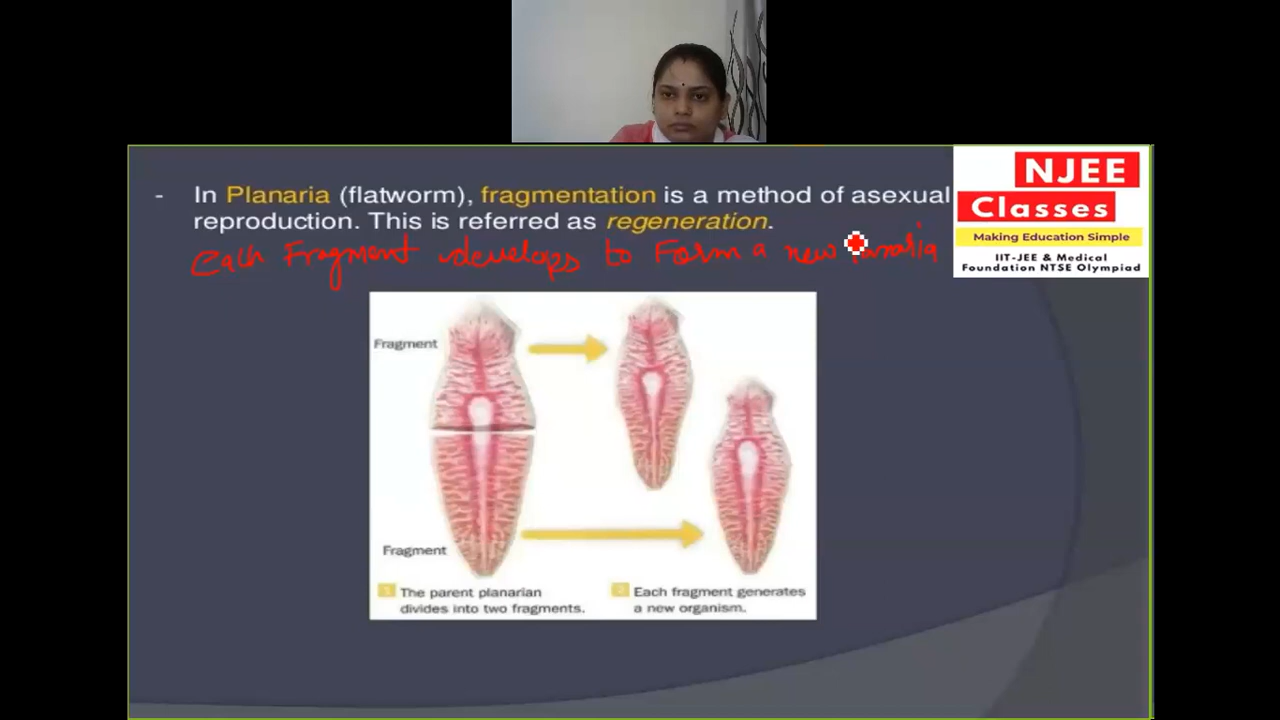 - In Planaria (flatworm), fragmentation is a method of asexual
reproduction. This is referred as regeneration.
each Fragment develops to Form a new
NJEE
Classes
Making Education Simple
IIT-JEE & Medical
Foundation NTSE Olympiad
Fragment
Fragment
1 The parent planarian
divides into two fragments.
2 Each fragment generates
a new organism.